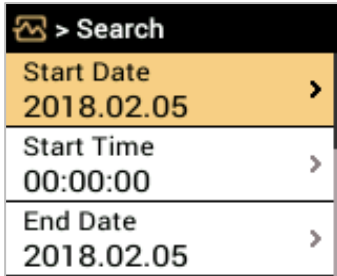 > Search
Start Date
2018.02.05
Start Time
00:00:00
End Date
2018.02.05